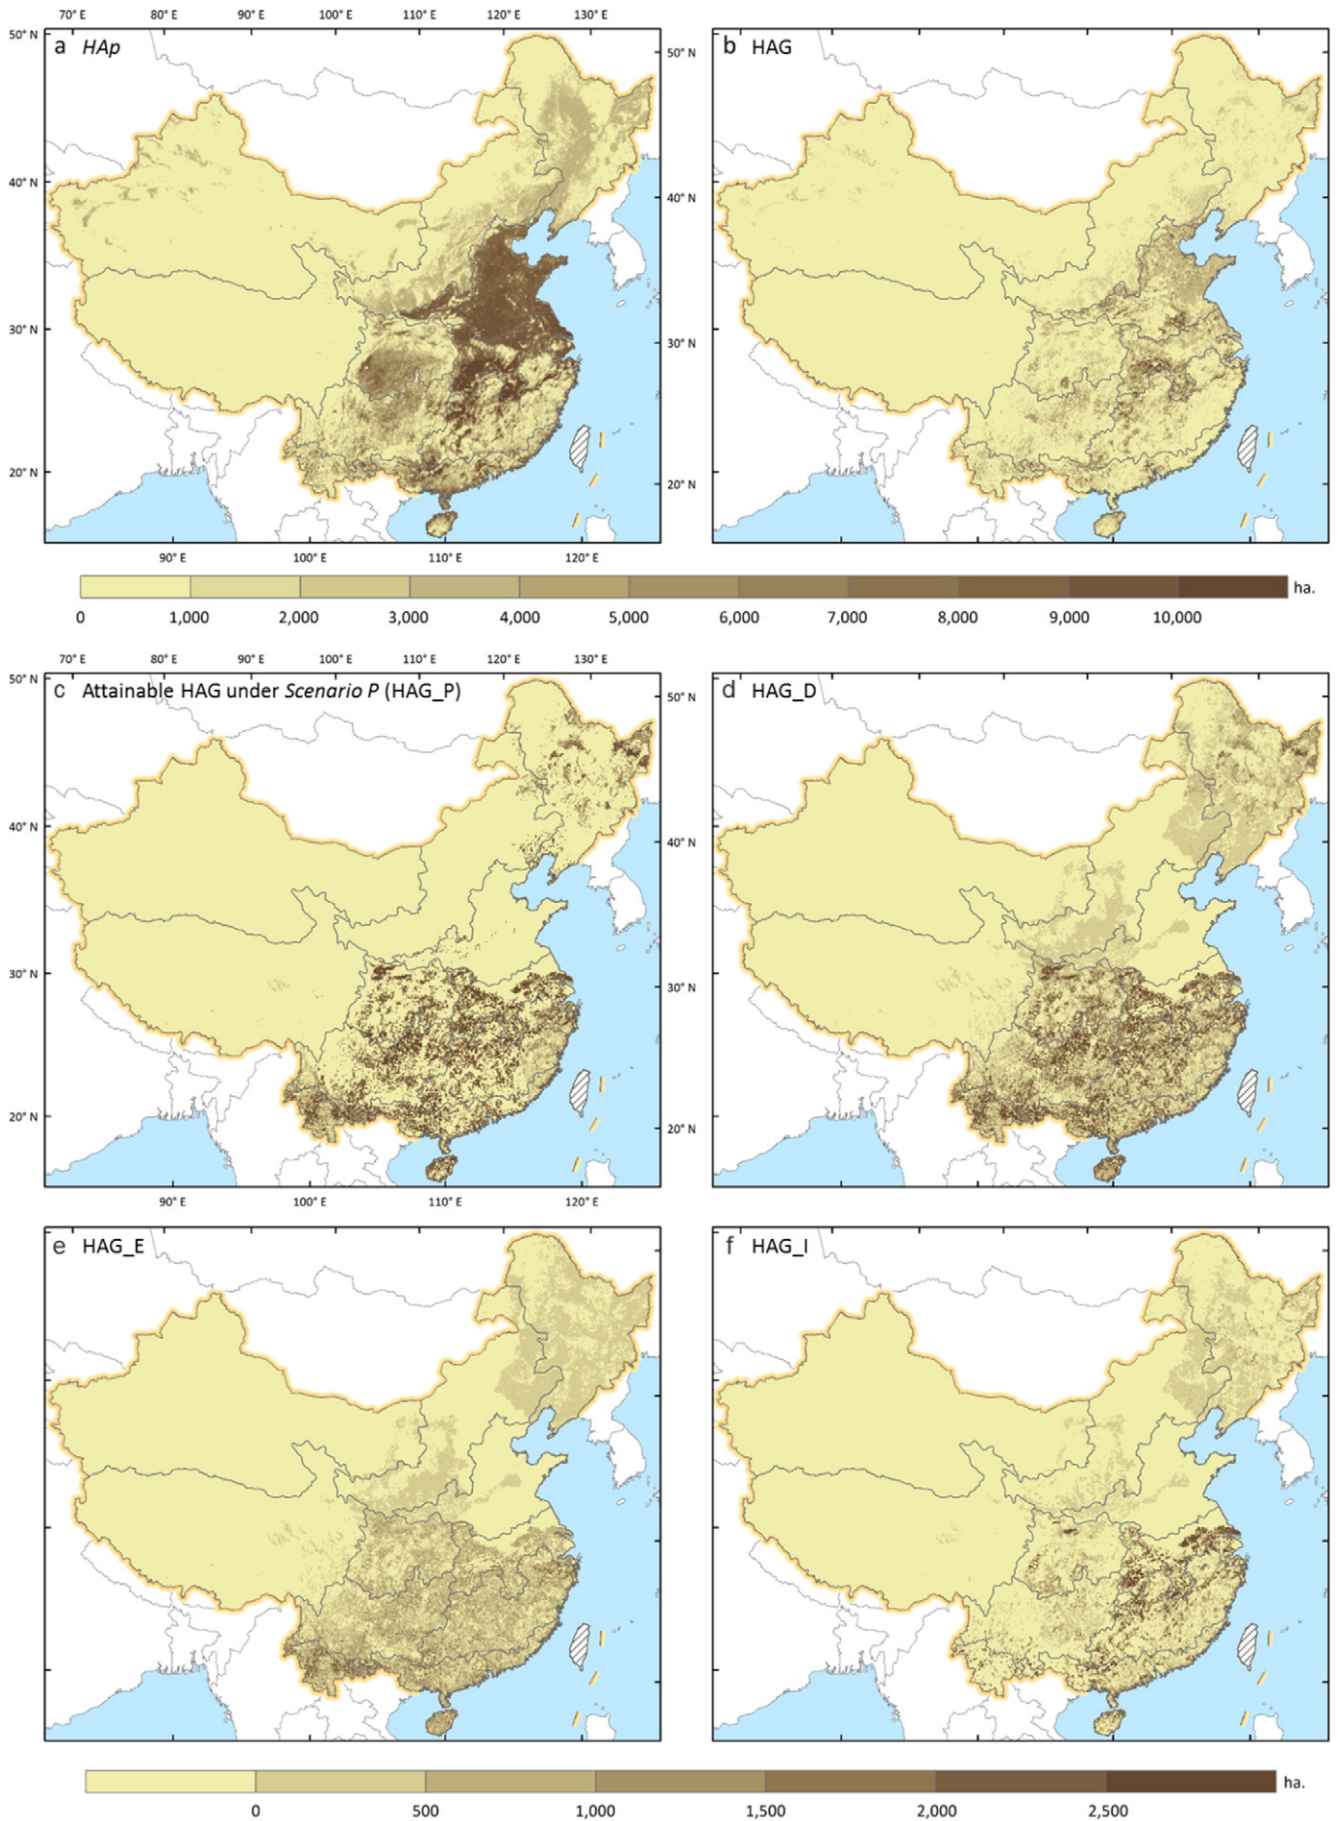 70° E 80° E 90° E 100° E 110° E 120° E 130° E
50° N
a HAp
b HAG
50° N
40° N
40° N
30° N
30° N
20° N
20° N
90° E 100° E 110° E 120° E
ha.
0 1,000 2,000 3,000 4,000 5,000 6,000 7,000 8,000 9,000 10,000
70° E 80° E 90° E 100° E 110° E 120° E 130° E
50° N
c Attainable HAG under Scenario P (HAG_P)
d HAG_D
50° N
40° N
40° N
30° N
30° N
20° N
20° N
90° E 100° E 110° E 120° E
e HAG_E
f HAG_I
ha.
0 500 1,000 1,500 2,000 2,500